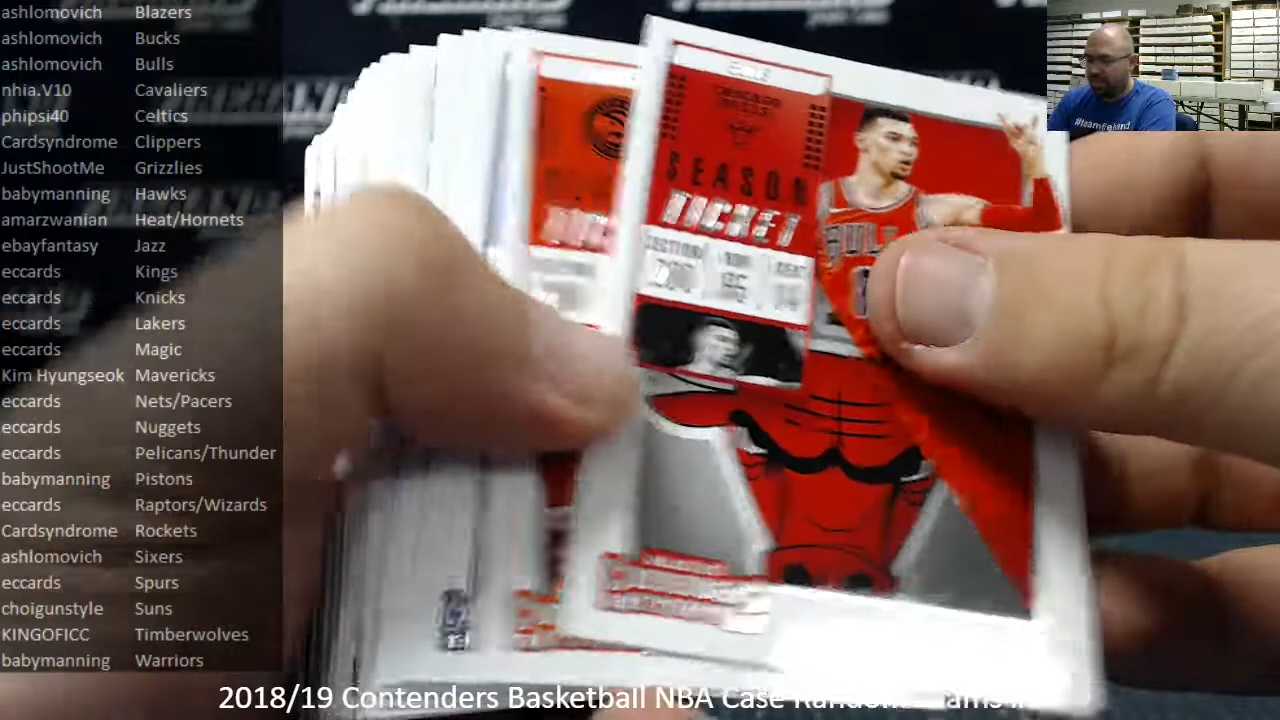 ashlomovich Blazers
ashlomovich Bucks
ashlomovich Bulls
nhia.V10 Cavaliers
phipsi40 Celtics
Cardsyndrome Clippers
JustShootMe Grizzlies
babymanning Hawks
amarzwanian Heat/Hornets
ebayfantasy Jazz
eccards Kings
eccards Knicks
eccards Lakers
eccards Magic
Kim Hyungseok Mavericks
eccards Nets/Pacers
eccards Nuggets
eccards Pelicans/Thunder
babymanning Pistons
eccards Raptors/Wizards
Cardsyndrome Rockets
ashlomovich Sixers
eccards Spurs
choigunstyle Suns
KINGOFICC Timberwolves
babymanning Warriors
CHICAGO
BULLS
SEASON
TICKET
BULL
2018/19 Contenders Basketball NBA Case